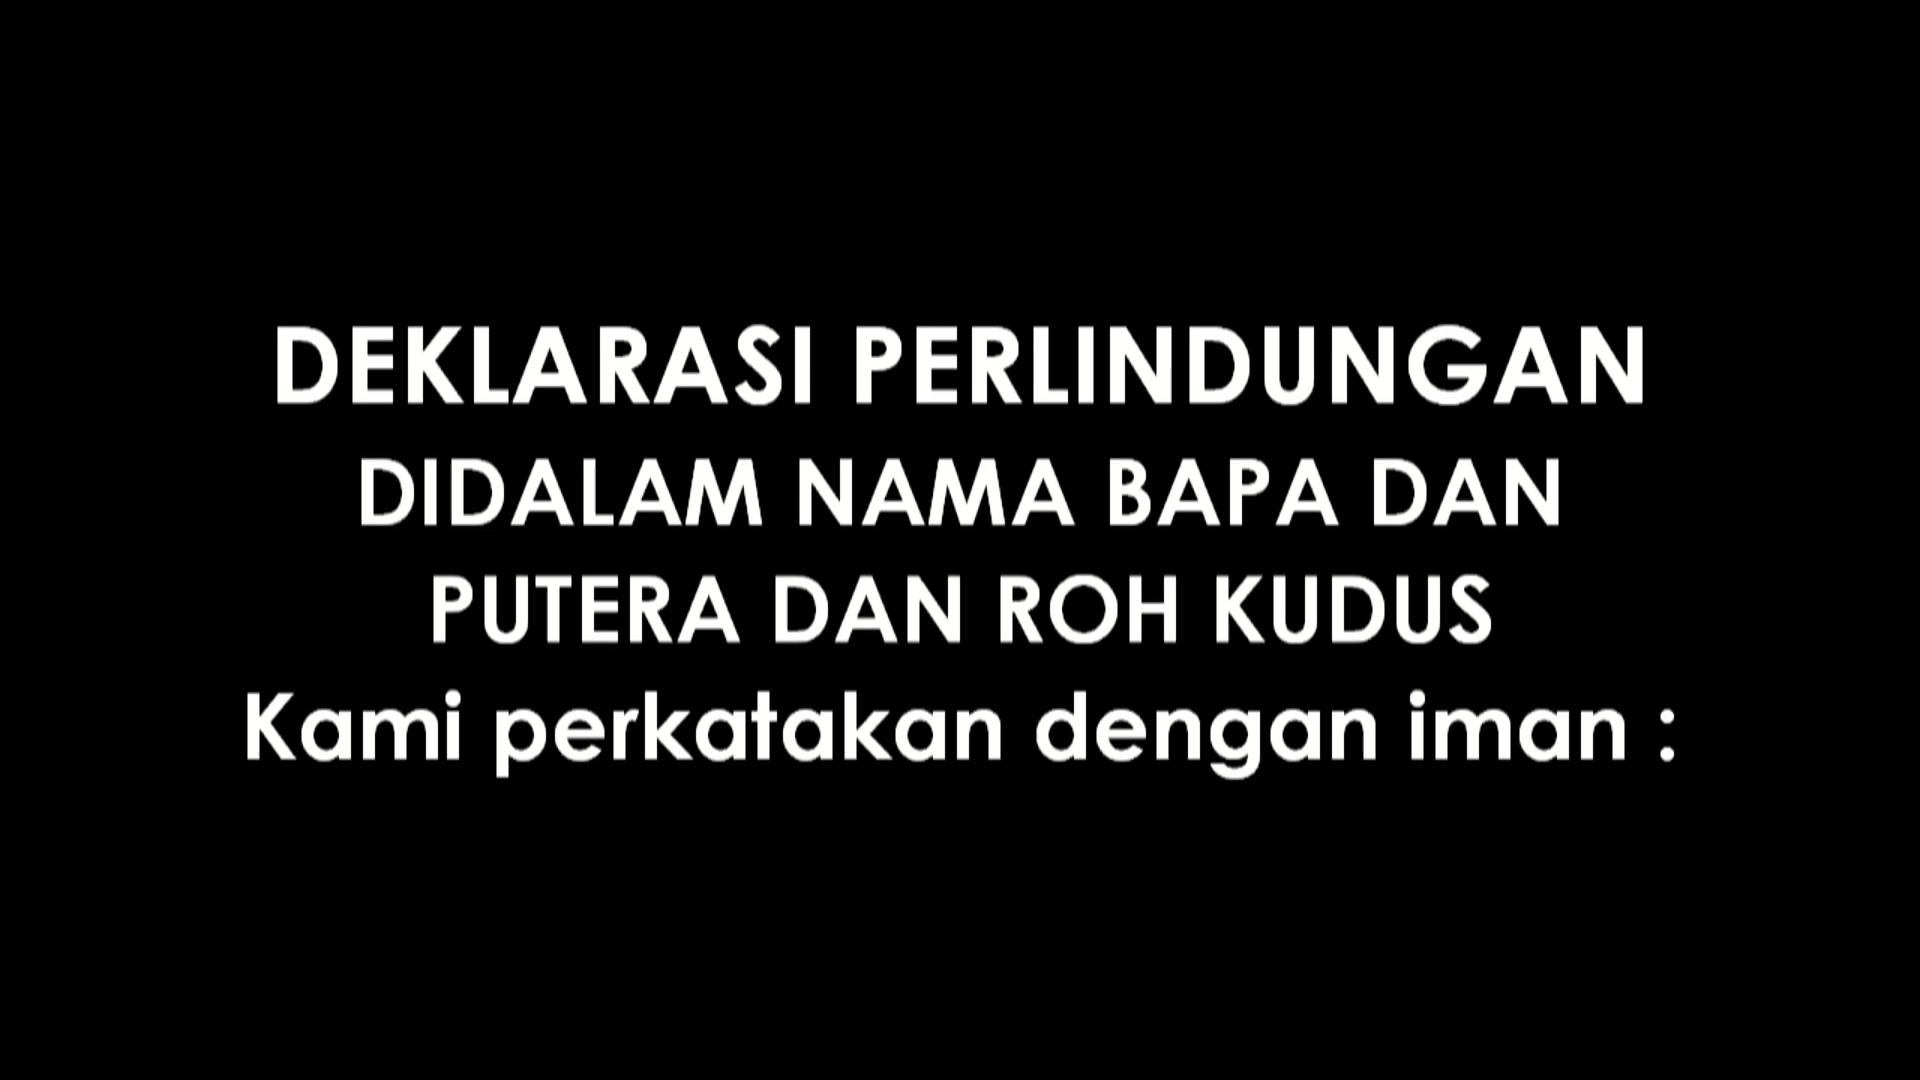 DEKLARASI PERLINDUNGAN
DIDALAM NAMA BAPA DAN
PUTERA DAN ROH KUDUS
Kami perkatakan dengan iman :